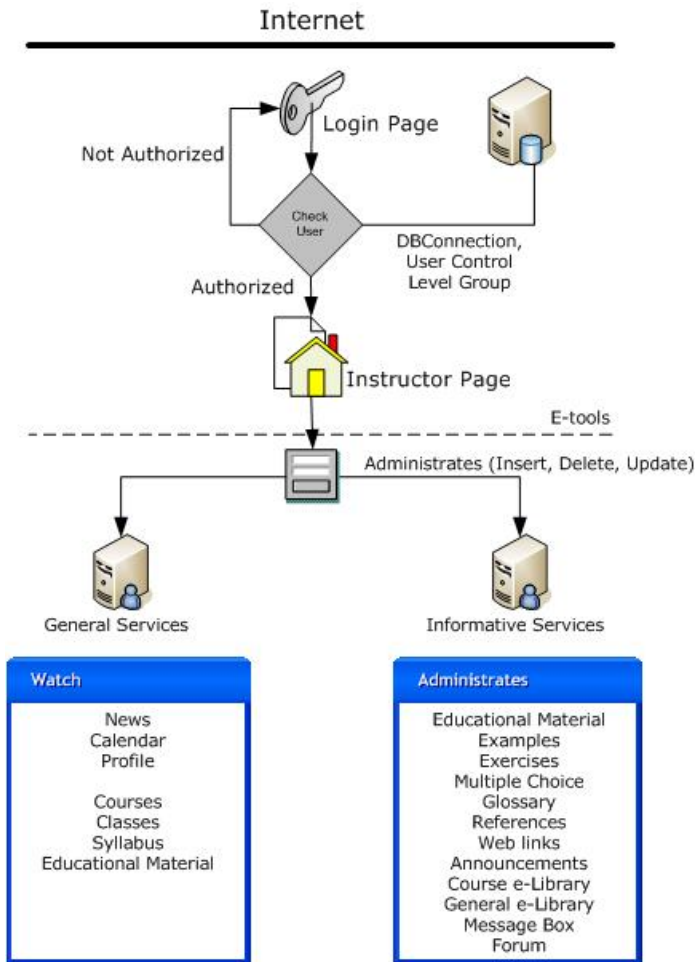 Internet
Login Page
Not Authorized
Check
User
DBConnection,
User Control
Level Group
Authorized
Instructor Page
E-tools
Administrates (Insert, Delete, Update)
General Services
Informative Services
Watch
News
Calendar
Profile
Courses
Classes
Syllabus
Educational Material
Administrates
Educational Material
Examples
Exercises
Multiple Choice
Glossary
References
Web links
Announcements
Course e-Library
General e-Library
Message Box
Forum